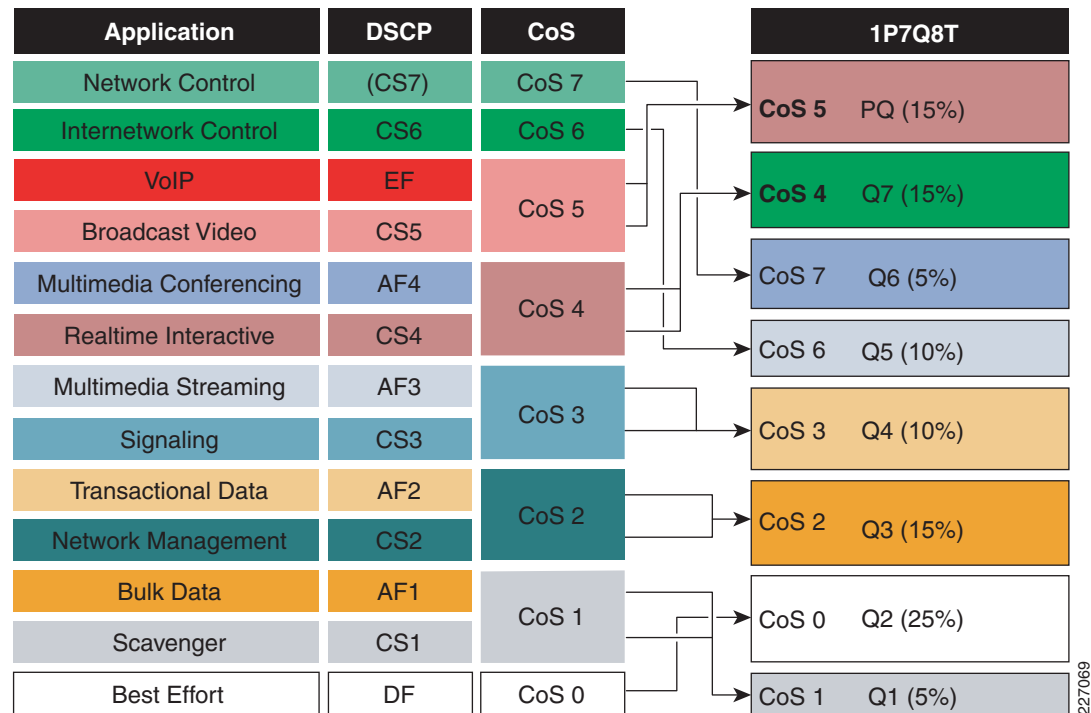 Application DSCP CoS 1P7Q8T
Network Control (CS7) CoS 7
Internetwork Control CS6 CoS 6
VoIP EF CoS 5
Broadcast Video CS5
Multimedia Conferencing AF4 CoS 4
Realtime Interactive CS4
Multimedia Streaming AF3 CoS 3
Signaling CS3
Transactional Data AF2 CoS 2
Network Management CS2
Bulk Data AF1 CoS 1
Scavenger CS1
Best Effort DF CoS 0
CoS 5 PQ (15%)
CoS 4 Q7 (15%)
CoS 7 Q6 (5%)
CoS 6 Q5 (10%)
CoS 3 Q4 (10%)
CoS 2 Q3 (15%)
CoS 0 Q2 (25%)
CoS 1 Q1 (5%)
227069